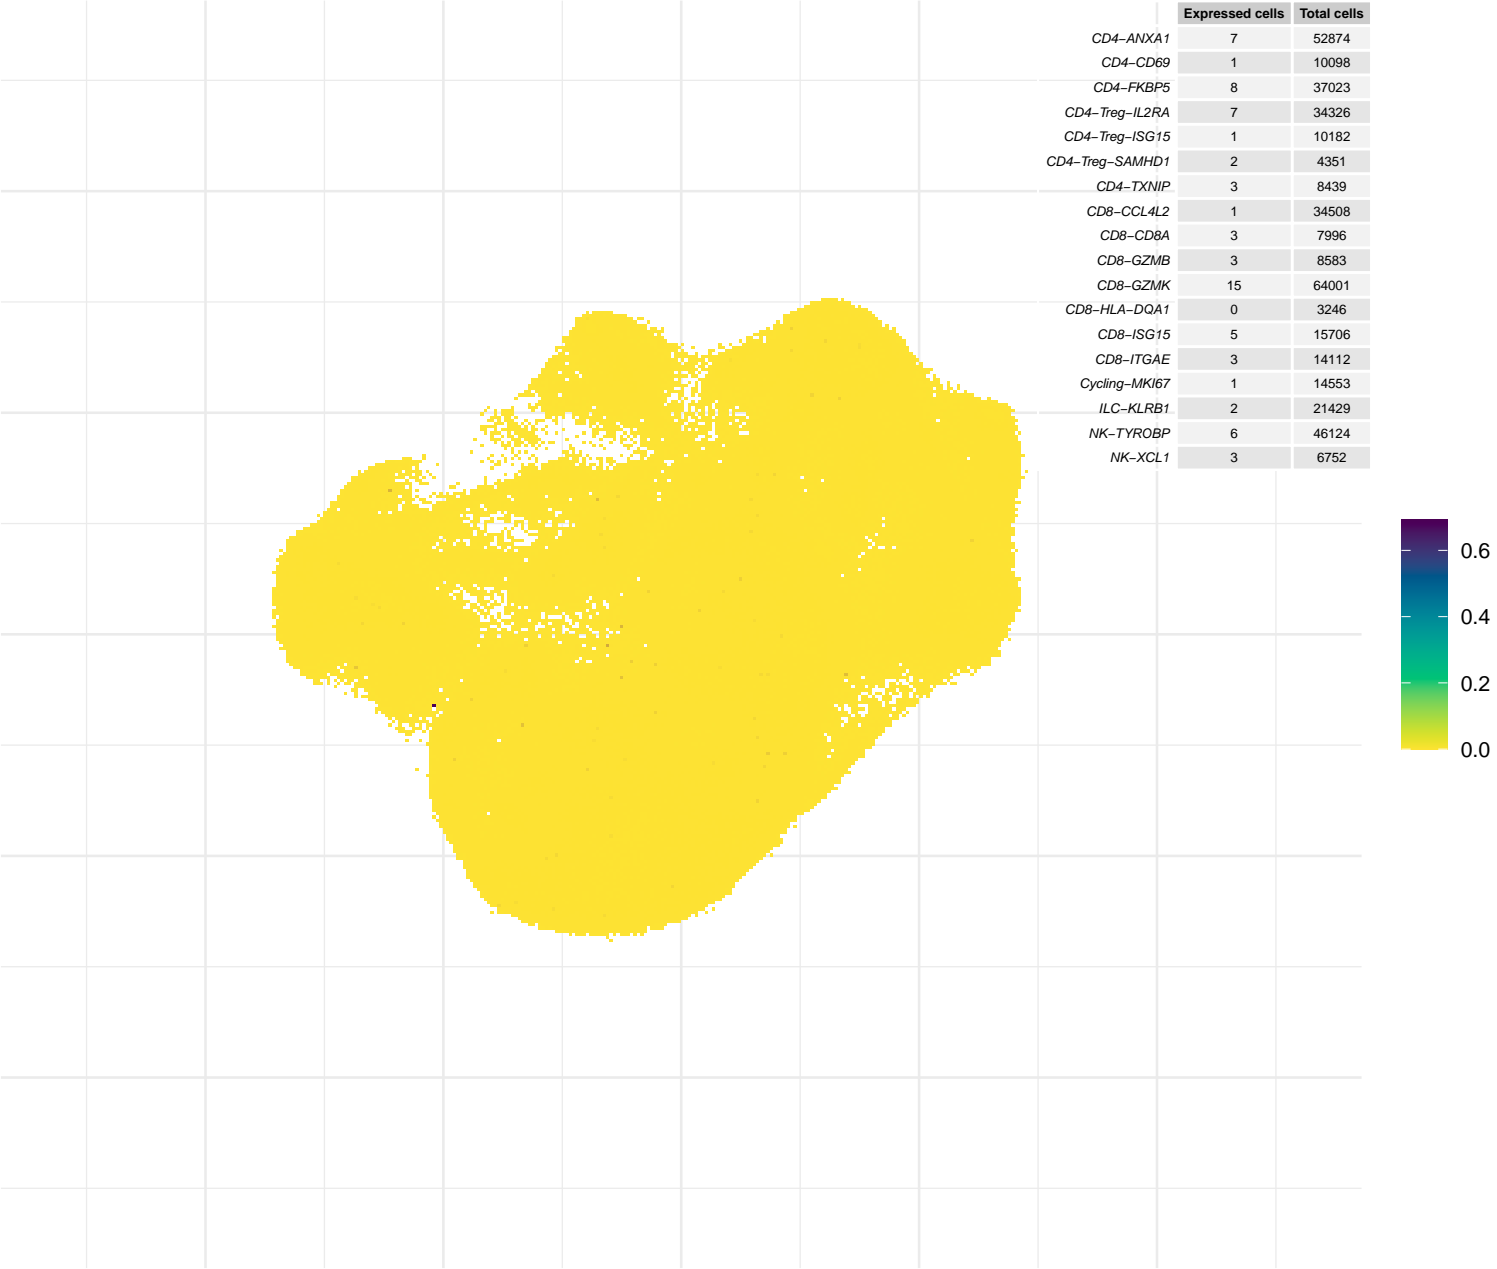 Expressed cells Total cells
CD4−ANXA1 7 52874
CD4−CD69 1 10098
CD4−FKBP5 8 37023
CD4−Treg−IL2RA 7 34326
CD4−Treg−ISG15 1 10182
CD4−Treg−SAMHD1 2 4351
CD4−TXNIP 3 8439
CD8−CCL4L2 1 34508
CD8−CD8A 3 7996
CD8−GZMB 3 8583
CD8−GZMK 15 64001
CD8−HLA−DQA1 0 3246
CD8−ISG15 5 15706
CD8−ITGAE 3 14112
Cycling−MKI67 1 14553
ILC−KLRB1 2 21429
NK−TYROBP 6 46124
NK−XCL1 3 6752
0.6
0.4
0.2
0.0